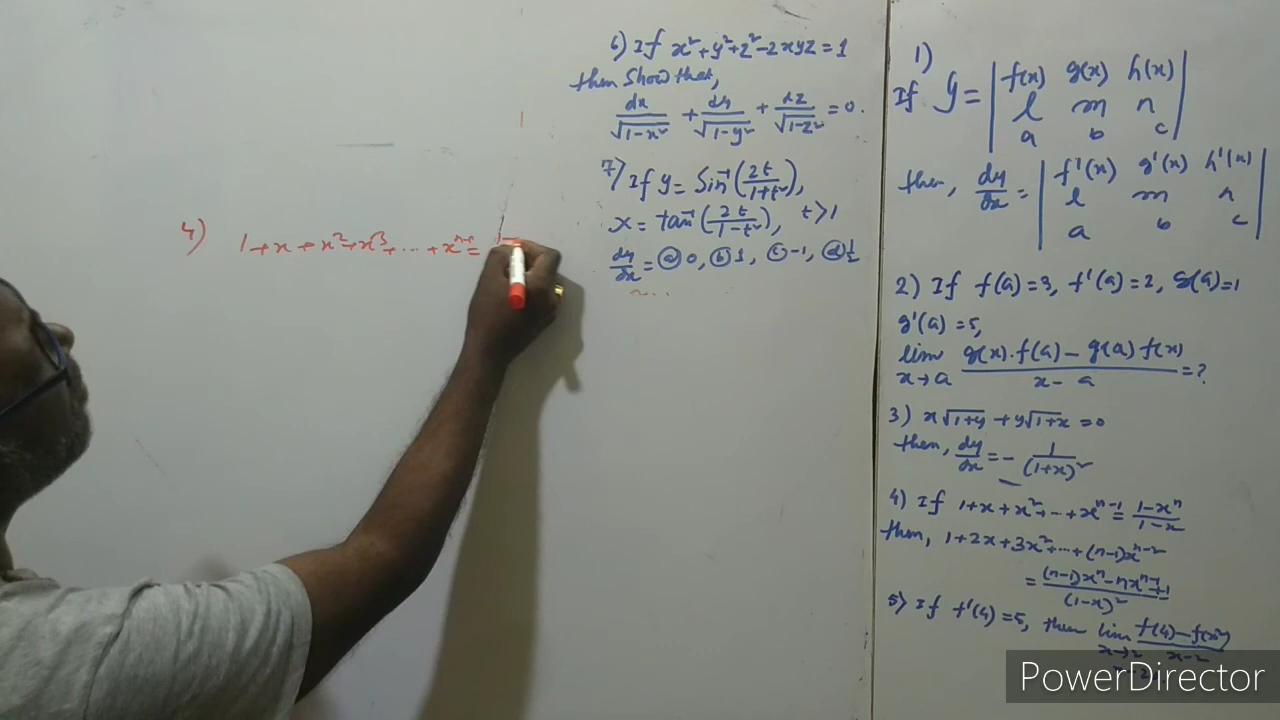 4) 1+x+x²+x³+...+xⁿ⁻¹= 1-
6) If x²+y²+z²-2xyz=1
then show that,
dx/√1-x² + dy/√1-y² + dz/√1-z² =0.
7) If y= Sin⁻¹(2t/1+t²),
x= tan⁻¹(2t/1-t²), t>1
dy/dx = ⓐ 0, ⓑ 1, ⓒ -1, ⓓ 1/2
1)
If y= | f(x) g(x) h(x) |
| l m n |
| a b c |
then, dy/dx = | f'(x) g'(x) h'(x) |
| l m n |
| a b c |
2) If f(a)=3, f'(a)=2, g(a)=1
g'(a)=5,
lim x→a g(x).f(a)-g(a)f(x)/x-a =?
3) x√1+y +y√1+x =0
then, dy/dx =- 1/(1+x)²
4) If 1+x+x²+...+xⁿ⁻¹= 1-xⁿ/1-x
then, 1+2x+3x²+...+(n-1)xⁿ⁻²
= (n-1)xⁿ-nxⁿ⁻¹+1/(1-x)²
5) If f'(4)=5, then lim x→2 f(4)-f(x²)/x-2
PowerDirector